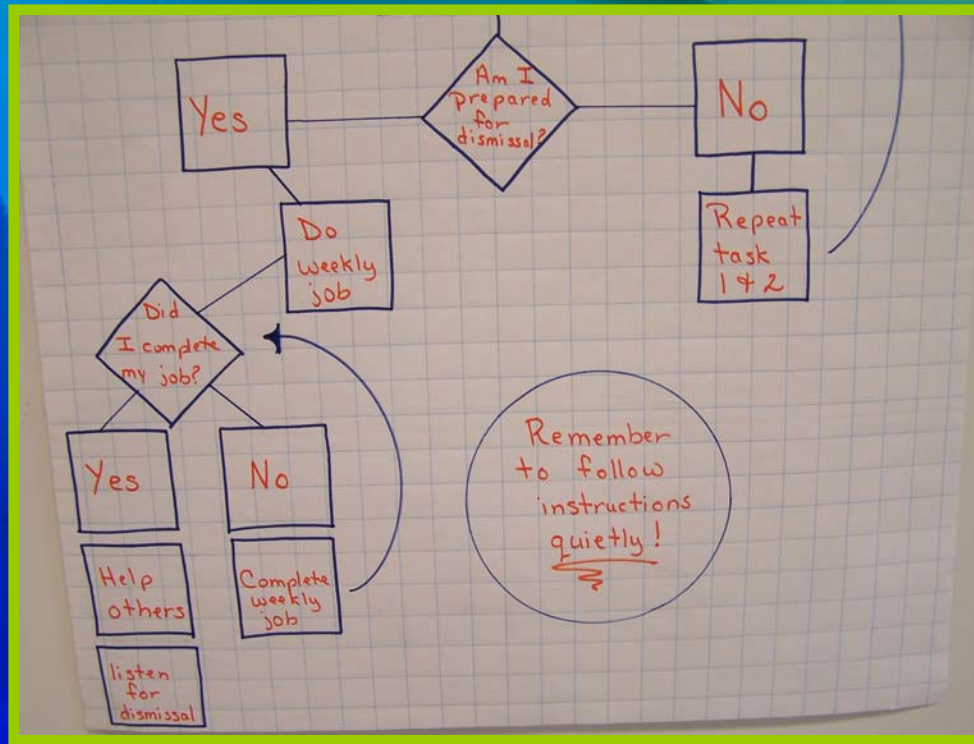 Am I
prepared
for
dismissal?
Yes
No
Do
weekly
job
Repeat
task
1 & 2
Did
I complete
my job?
Yes
No
Help
others
Complete
weekly
job
listen
for
dismissal
Remember
to follow
instructions
quietly!